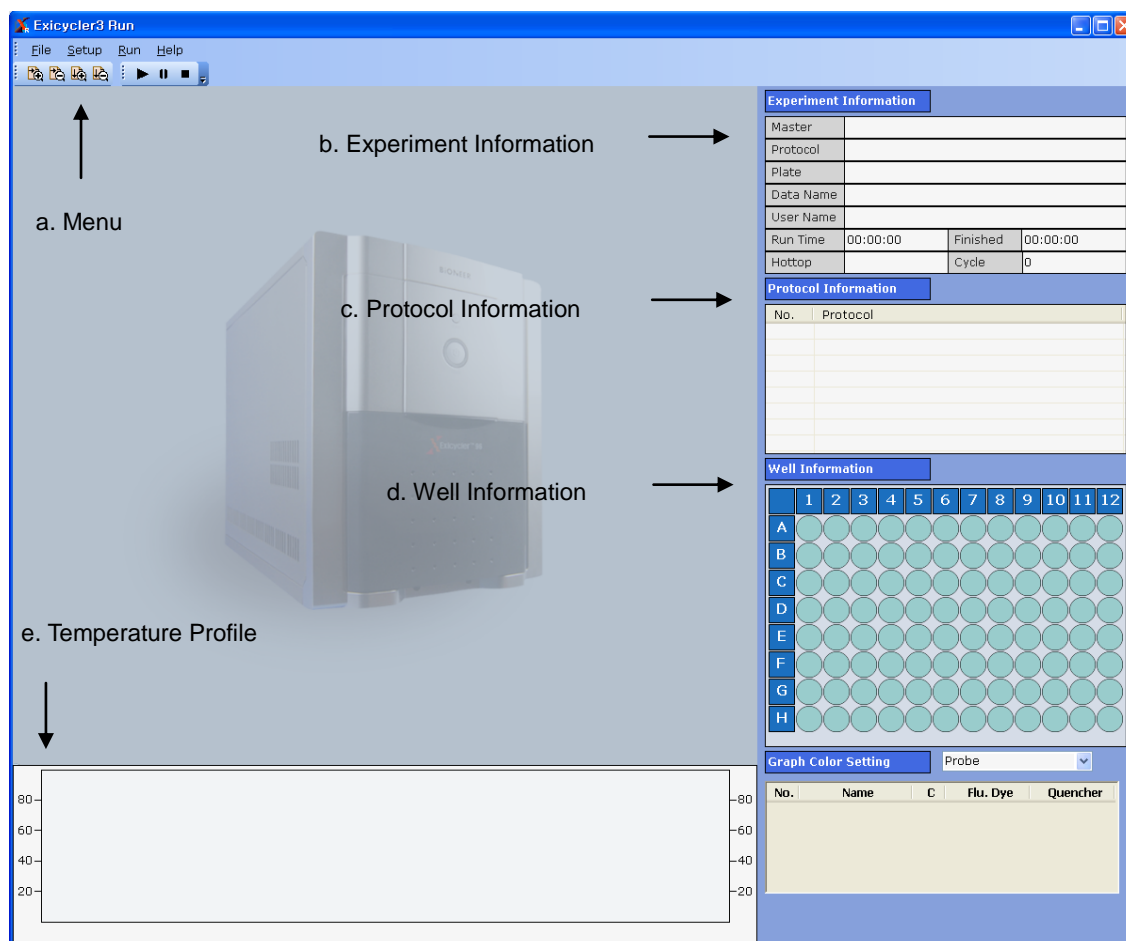 Exicycler3 Run
File Setup Run Help
a. Menu
b. Experiment Information
c. Protocol Information
d. Well Information
e. Temperature Profile
BIONEER
80 80
60 60
40 40
20 20
Experiment Information
Master
Protocol
Plate
Data Name
User Name
Run Time 00:00:00 Finished 00:00:00
Hottop Cycle 0
Protocol Information
No. Protocol
Well Information
1 2 3 4 5 6 7 8 9 10 11 12
A
B
C
D
E
F
G
H
Graph Color Setting Probe
No. Name C Flu. Dye Quencher